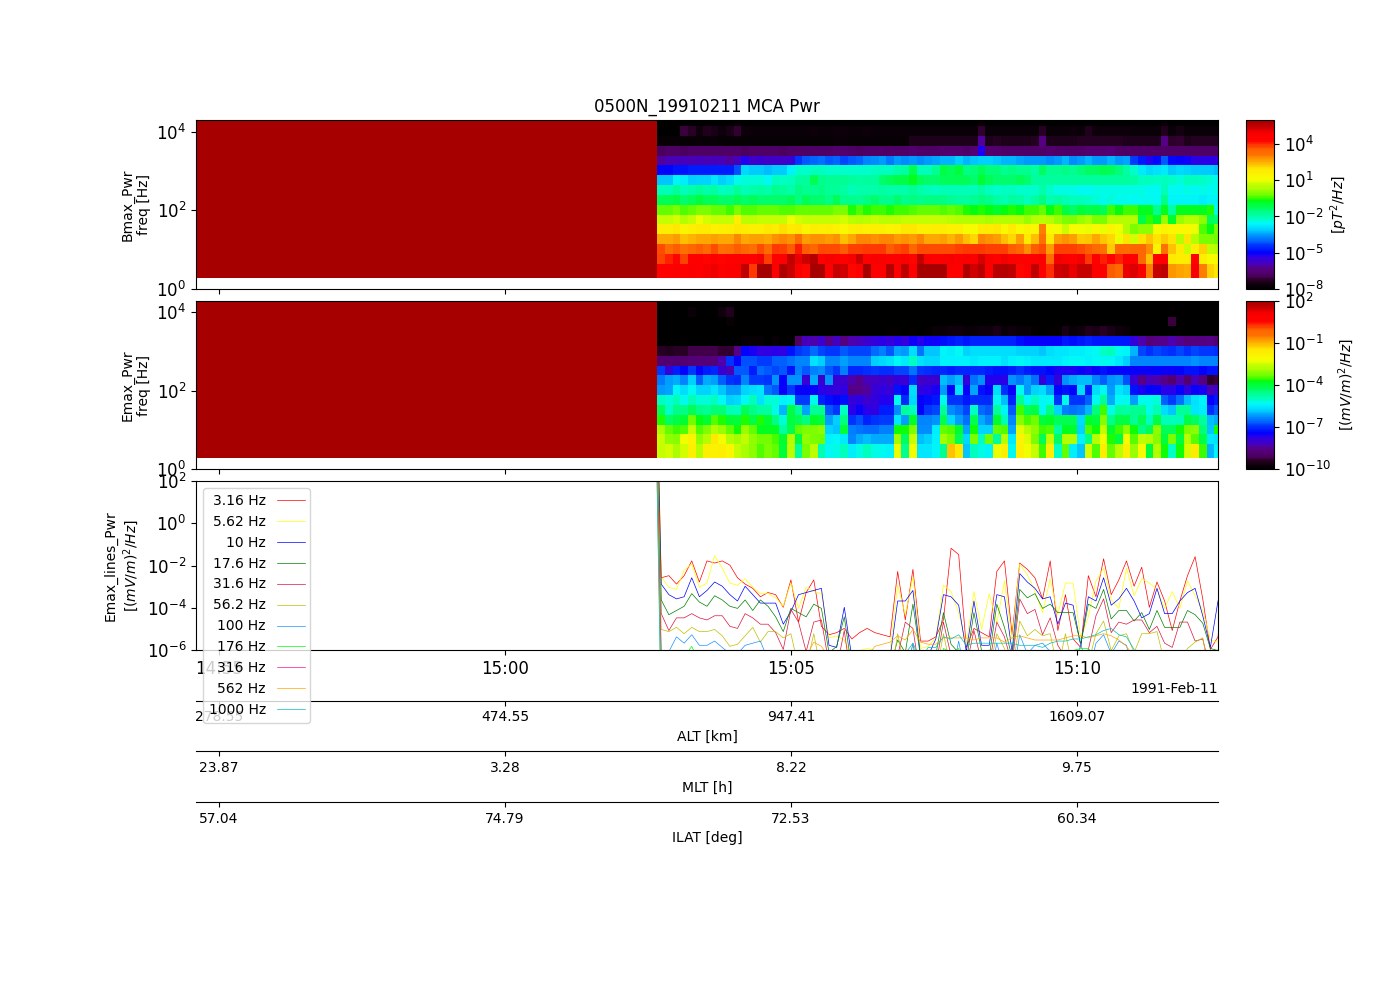 0500N_19910211 MCA Pwr
10^4
10^2
10^0
Bmax_Pwr
freq [Hz]
10^4
10^1
10^-2
10^-5
10^-8
[pT^2/Hz]
10^4
10^2
10^0
Emax_Pwr
freq [Hz]
10^2
10^-1
10^-4
10^-7
10^-10
[(mV/m)^2/Hz]
10^2
10^0
10^-2
10^-4
10^-6
Emax_lines_Pwr
[(mV/m)^2/Hz]
3.16 Hz
5.62 Hz
10 Hz
17.6 Hz
31.6 Hz
56.2 Hz
100 Hz
176 Hz
316 Hz
562 Hz
1000 Hz
15:00 15:05 15:10
1991-Feb-11
474.55 947.41 1609.07
ALT [km]
23.87 3.28 8.22 9.75
MLT [h]
57.04 74.79 72.53 60.34
ILAT [deg]